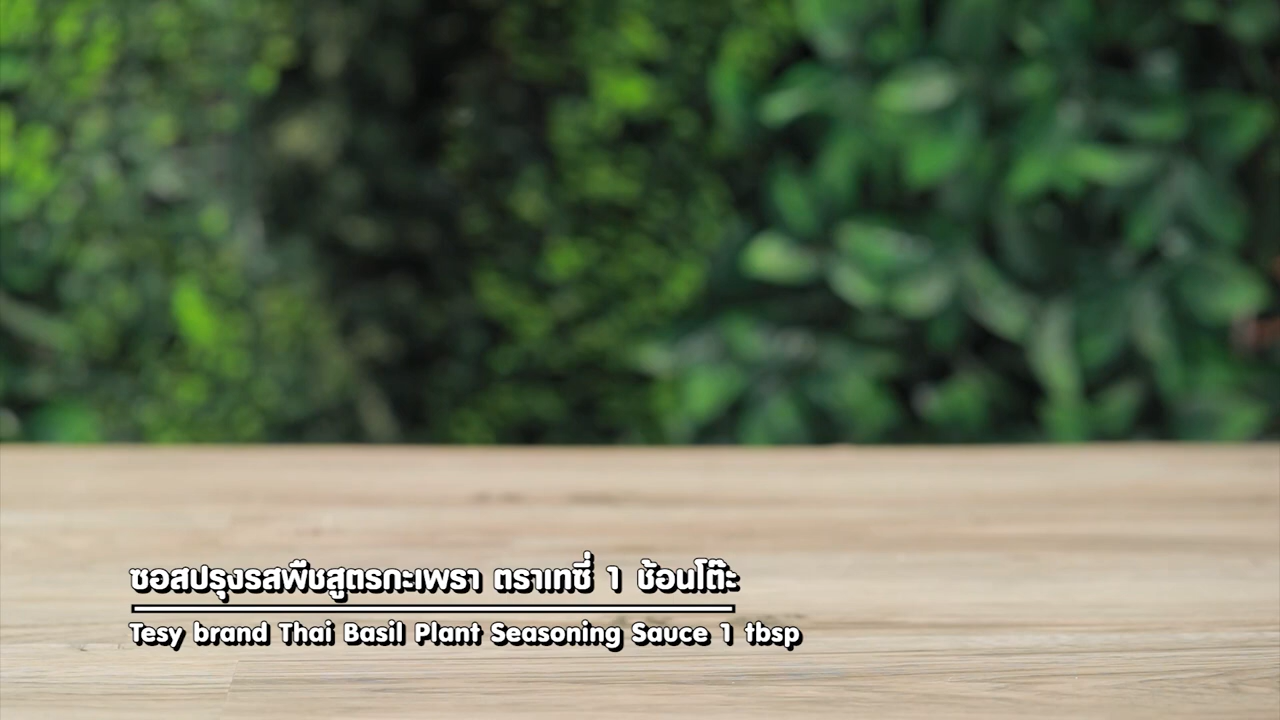 ซอสปรุงรสพืชสูตรกะเพรา ตราเทซี่ 1 ช้อนโต๊ะ
Tesy brand Thai Basil Plant Seasoning Sauce 1 tbsp